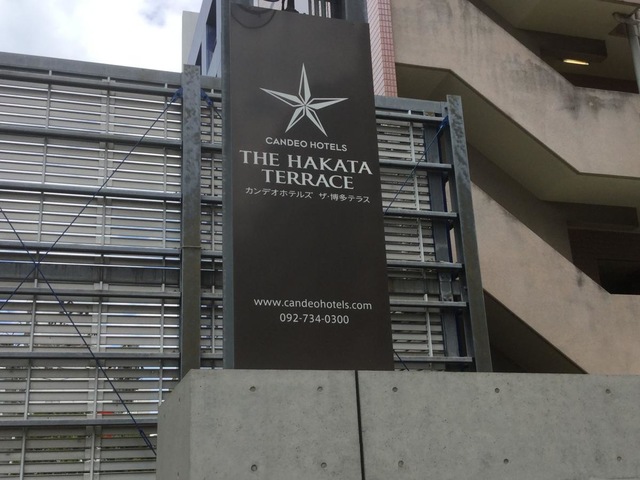 CANDEO HOTELS
THE HAKATA
TERRACE
カンデオホテルズ ザ・博多テラス
www.candeohotels.com
092-734-0300